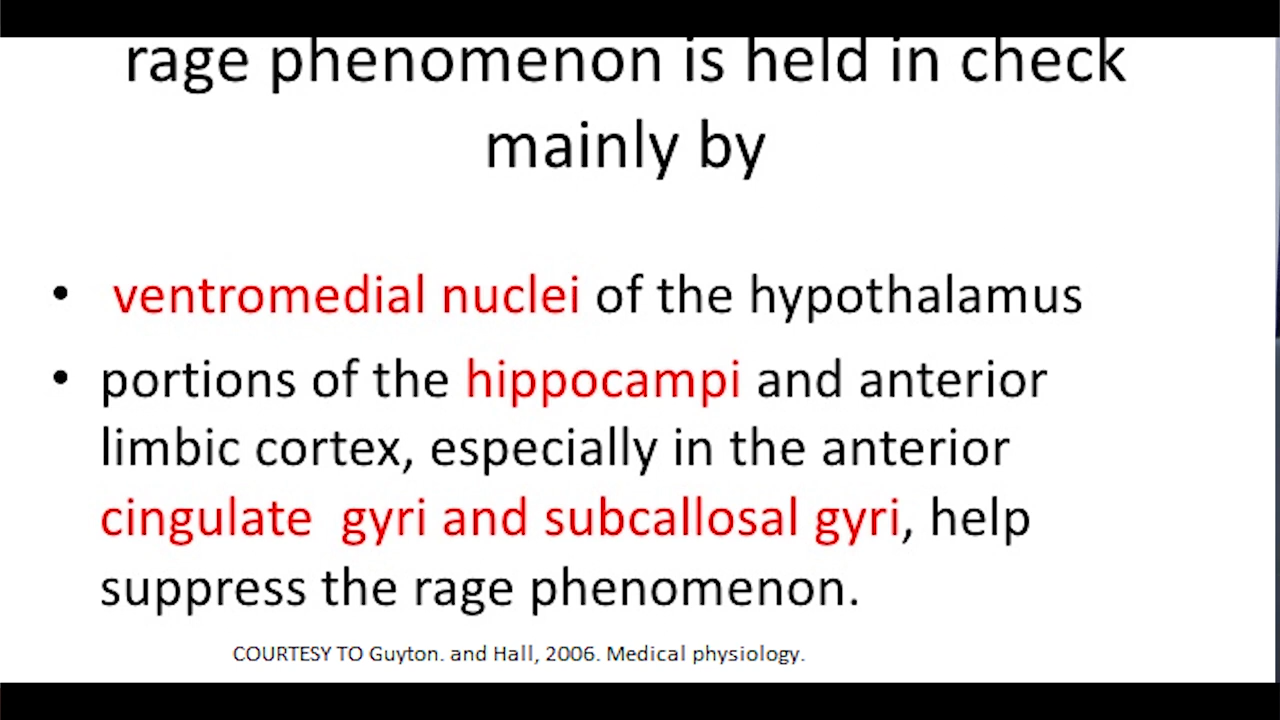 rage phenomenon is held in check
mainly by
• ventromedial nuclei of the hypothalamus
• portions of the hippocampi and anterior
limbic cortex, especially in the anterior
cingulate  gyri and subcallosal gyri, help
suppress the rage phenomenon.
COURTESY TO Guyton. and Hall, 2006. Medical physiology.